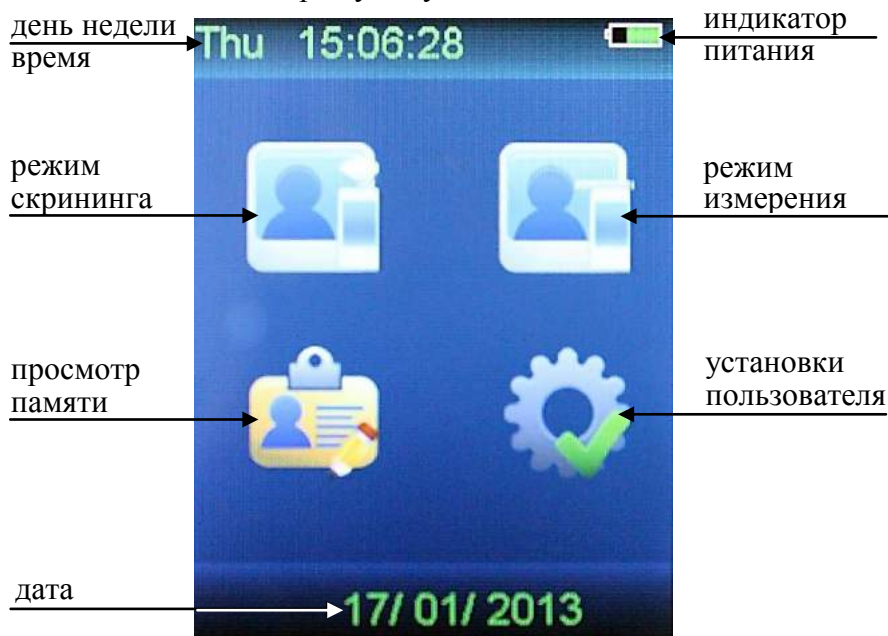 день недели
время
Thu 15:06:28
индикатор
питания
режим
скрининга
режим
измерения
просмотр
памяти
установки
пользователя
дата
17/ 01/ 2013